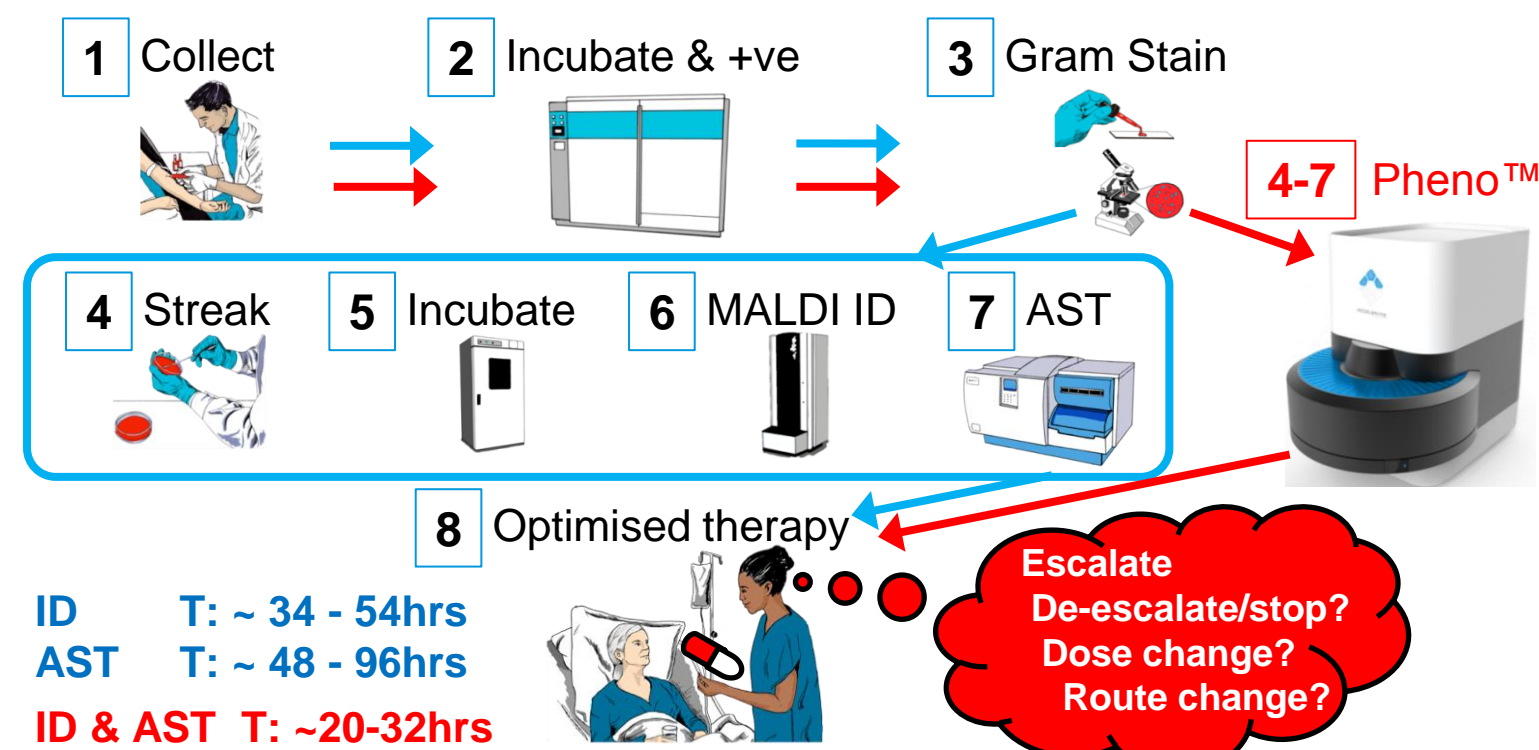 1 Collect
2 Incubate & +ve
3 Gram Stain
4-7 Pheno™
4 Streak
5 Incubate
6 MALDI ID
7 AST
ACCELERATE
8 Optimised therapy
Escalate
De-escalate/stop?
Dose change?
Route change?
ID T: ~ 34 - 54hrs
AST T: ~ 48 - 96hrs
ID & AST T: ~20-32hrs